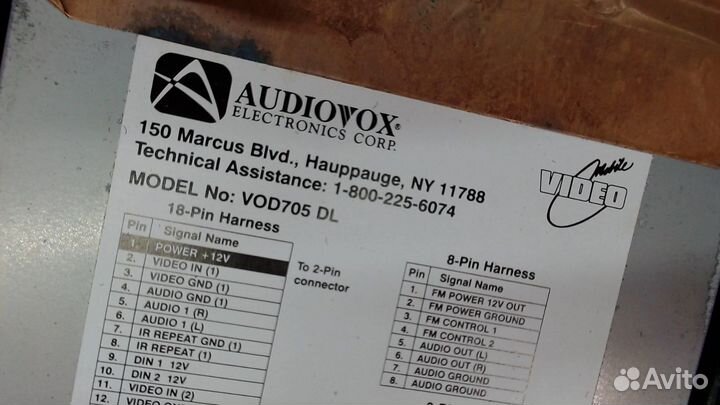 AUDIOVOX®
ELECTRONICS CORP.
150 Marcus Blvd., Hauppauge, NY 11788
Technical Assistance: 1-800-225-6074
Mobile
VIDEO
MODEL No: VOD705 DL
18-Pin Harness
Pin Signal Name
1. POWER +12V
2. VIDEO IN (1)
3. VIDEO GND (1)
4. AUDIO GND (1)
5. AUDIO 1 (R)
6. AUDIO 1 (L)
7. IR REPEAT GND (1)
8. IR REPEAT (1)
9. DIN 1 12V
10. DIN 2 12V
11. VIDEO IN (2)
12.
To 2-Pin
connector
8-Pin Harness
Pin Signal Name
1. FM POWER 12V OUT
2. FM POWER GROUND
3. FM CONTROL 1
4. FM CONTROL 2
5. AUDIO OUT (L)
6. AUDIO OUT (R)
7. AUDIO GROUND
8. AUDIO GROUND
Avito